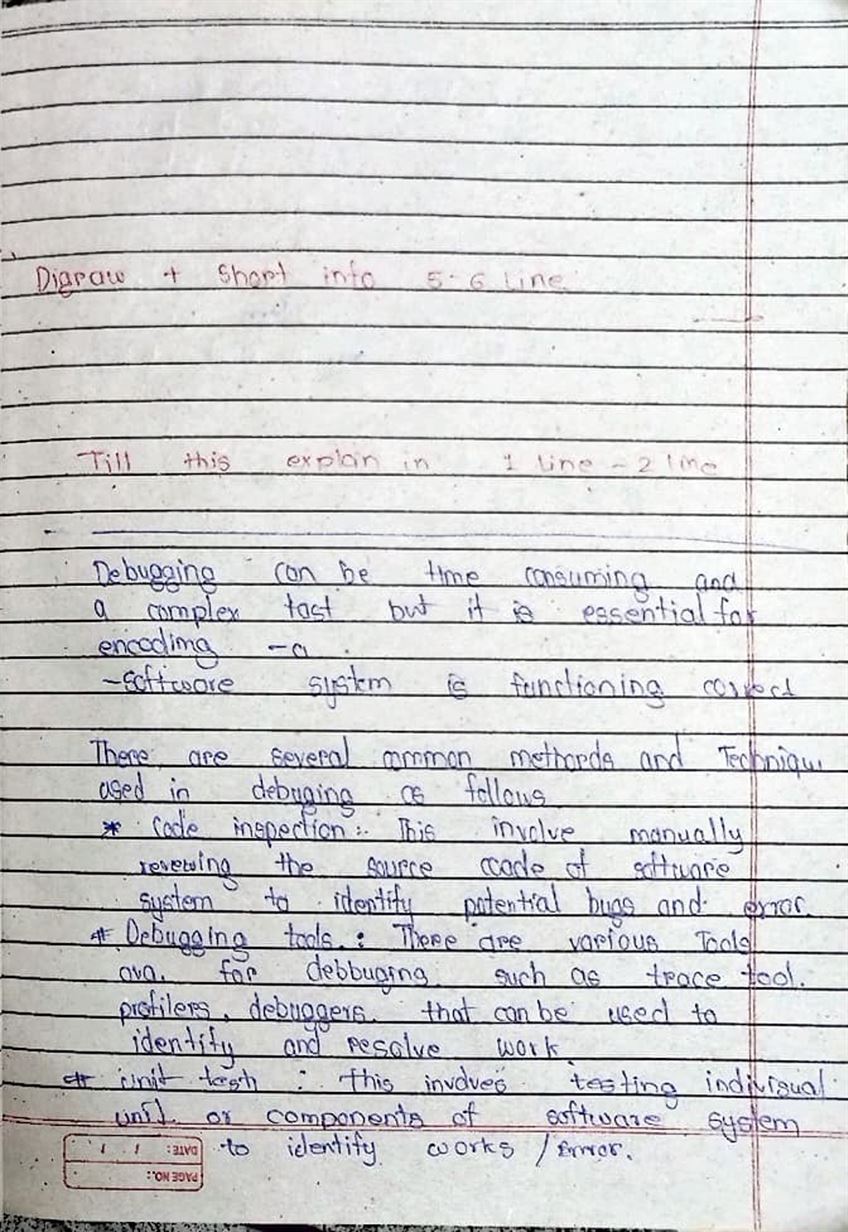 Digraw + Short info 5-6 Line
Till this explan in 1 line - 2 line
Debugging can be time consuming and
a complex tast but it is essential for
encoding - a
- software system is functioning correct
There are several common methords and Techniqu
used in debuging as follows
* Code inspection :- This involve manually
revewing the source ccode of software
system to identify potential bugs and error.
# Debugging tools : There are various Tools
ava. for debbuging such as trace tool.
profilers, debuggers. that can be used to
identify and resolve work.
# Unit test : This involves testing indivisual
unit or components of software system
to identify works / Error.
DATE: / /
PAGE NO.: